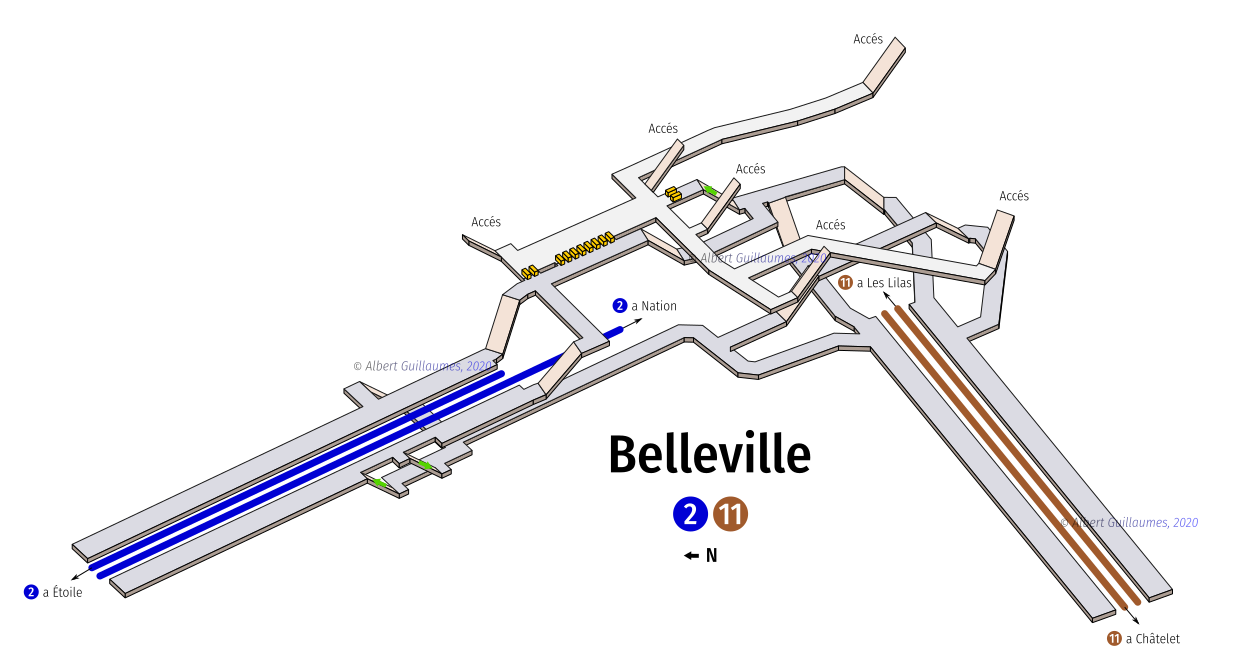 Accés
Accés
Accés
Accés
Accés
Accés
© Albert Guillaumes, 2020
11 a Les Lilas
2 a Nation
© Albert Guillaumes, 2020
Belleville
2 11
N
© Albert Guillaumes, 2020
2 a Étoile
11 a Châtelet